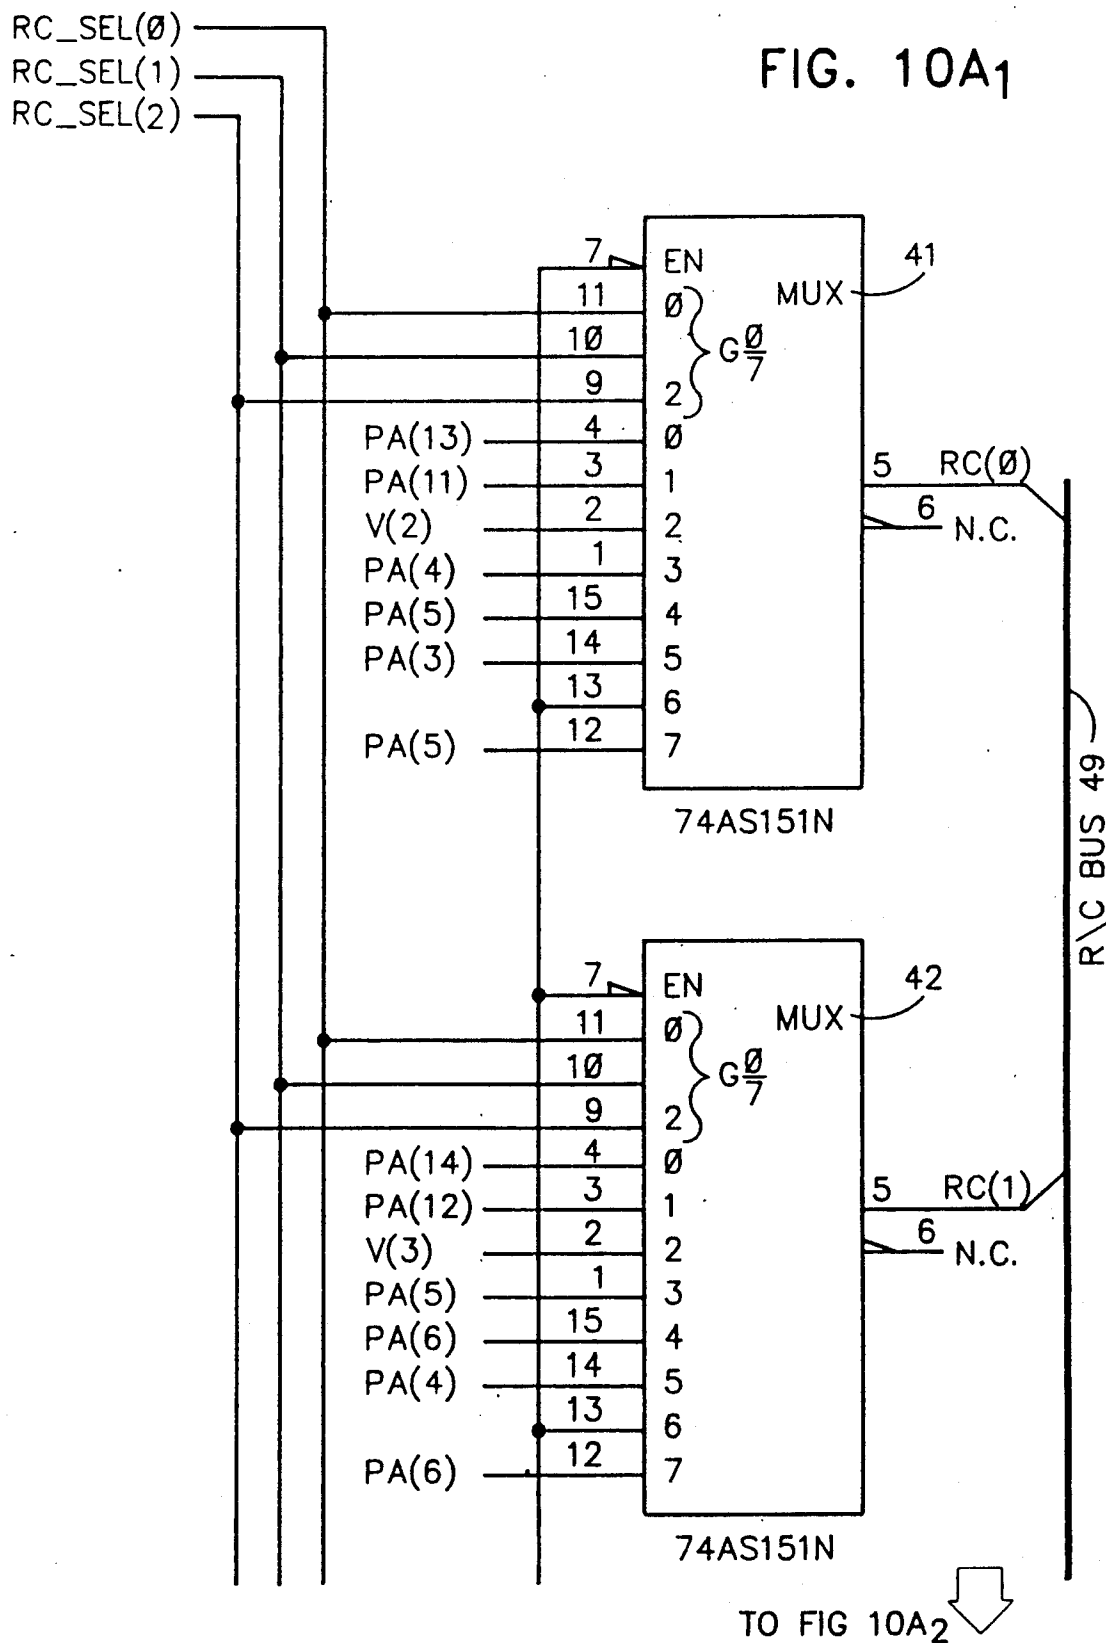 RC_SEL(Ø)
RC_SEL(1)
RC_SEL(2)
FIG. 10A1
7 EN
MUX 41
11 Ø
10
G Ø/7
9 2
PA(13) 4 Ø
PA(11) 3 1
5 RC(Ø)
V(2) 2 2
6 N.C.
PA(4) 1 3
PA(5) 15 4
PA(3) 14 5
13 6
PA(5) 12 7
74AS151N
R\C BUS 49
7 EN
MUX 42
11 Ø
1Ø
G Ø/7
9 2
PA(14) 4 Ø
PA(12) 3 1
5 RC(1)
V(3) 2 2
6 N.C.
PA(5) 1 3
PA(6) 15 4
PA(4) 14 5
13 6
PA(6) 12 7
74AS151N
TO FIG 10A2